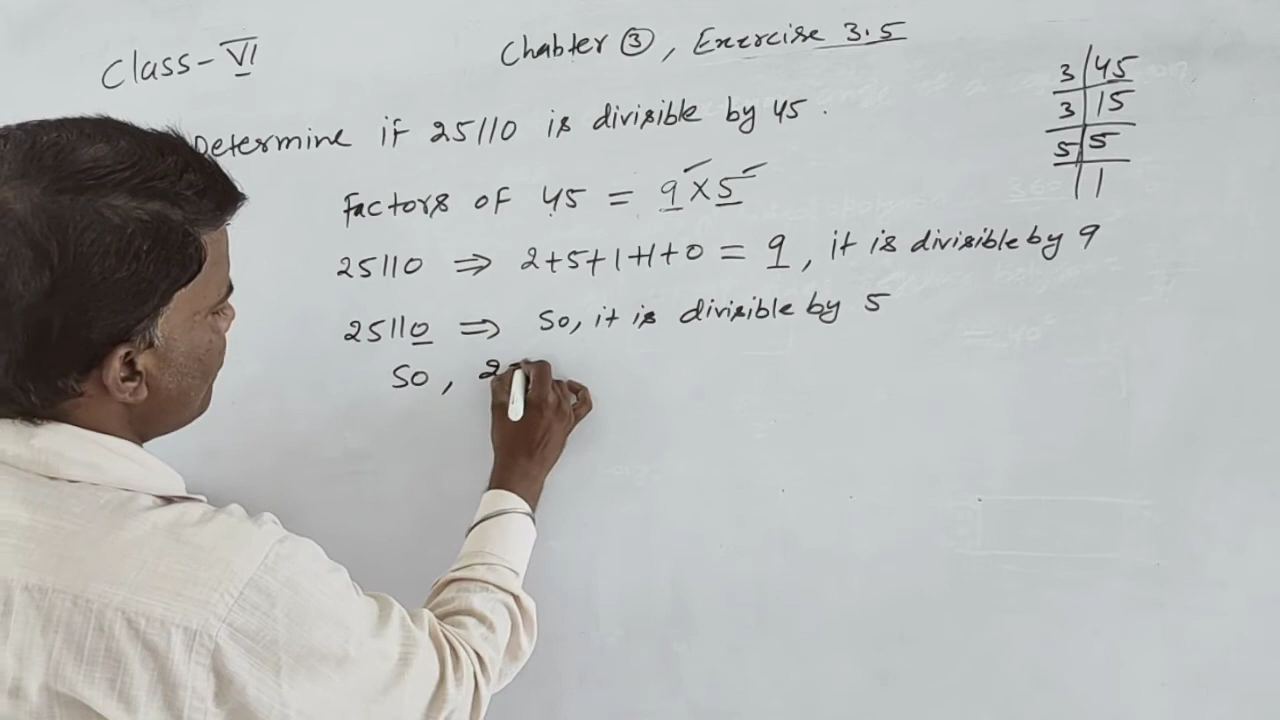 Class-VI
Chabter ③, Exercise 3.5
Determine if 25110 is divisible by 45.
Factors of 45 = 9×5
25110 ⇒ 2+5+1+1+0 = 9, it is divisible by 9
25110 ⇒ So, it is divisible by 5
So, 2
3 | 45
3 | 15
5 | 5
| 1